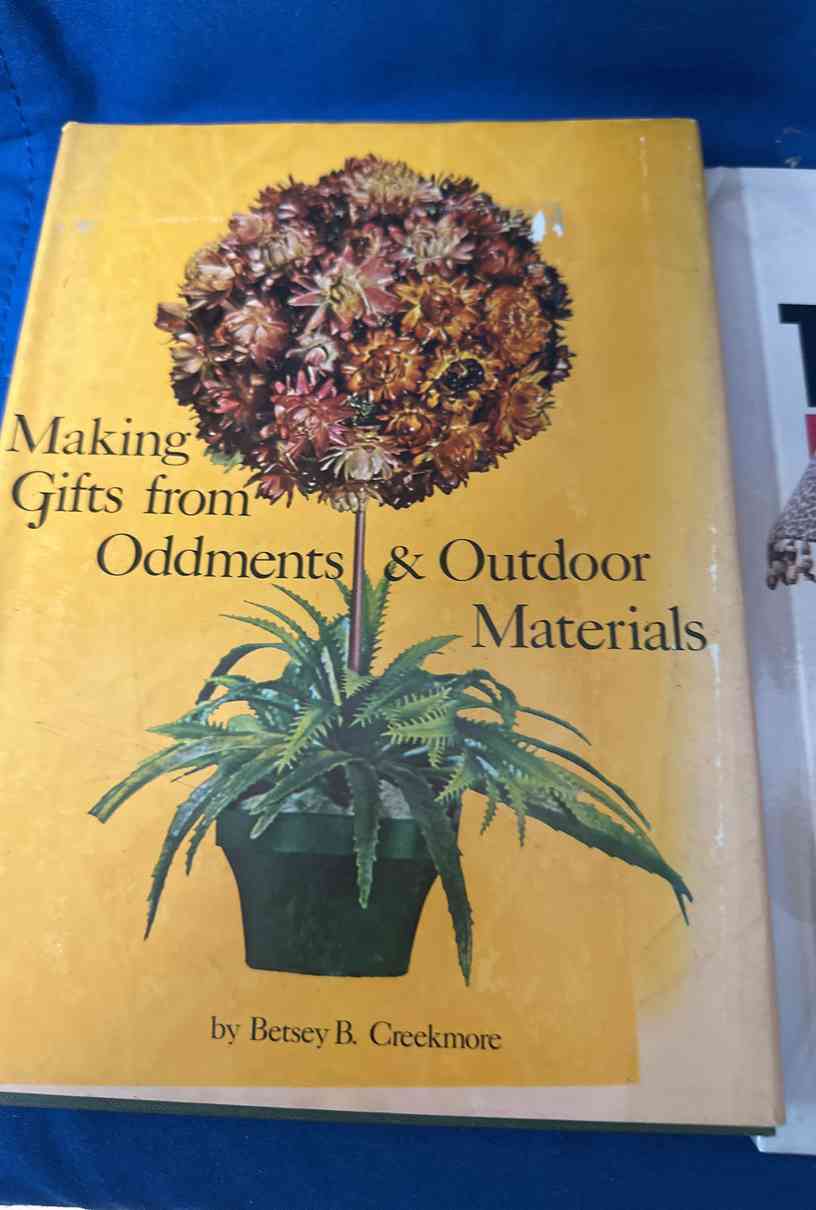 Making
Gifts from
Oddments & Outdoor
Materials
by Betsey B. Creekmore